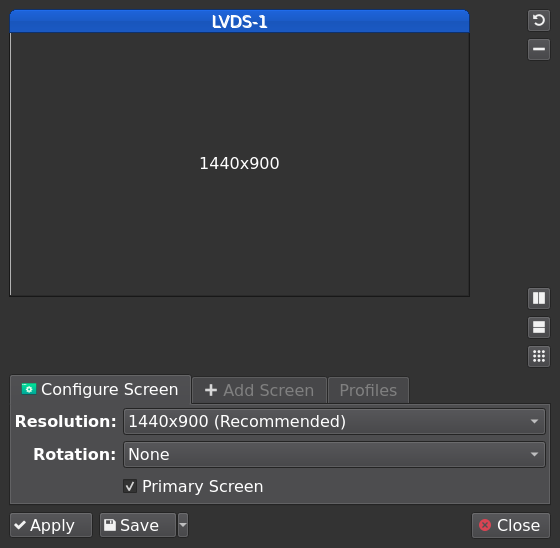 LVDS-1
1440x900
Configure Screen
Add Screen
Profiles
Resolution: 1440x900 (Recommended)
Rotation: None
Primary Screen
Apply
Save
Close